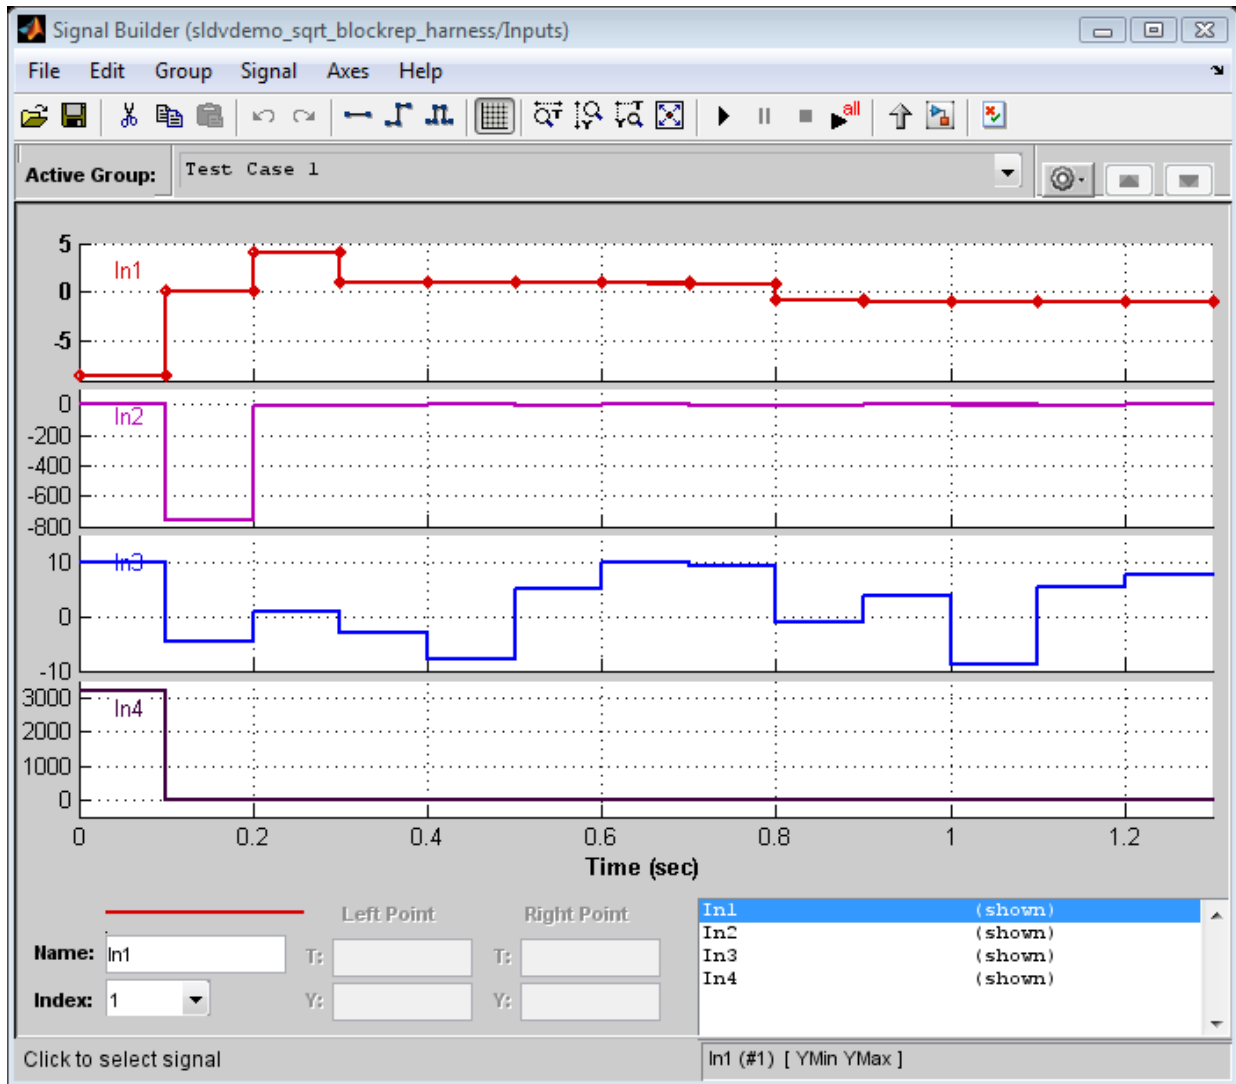 Signal Builder (sldvdemo_sqrt_blockrep_harness/Inputs)
File Edit Group Signal Axes Help
all
Active Group: Test Case 1
5
In1
0
-5
0
In2
-200
-400
-600
-800
10
In3
0
-10
3000
In4
2000
1000
0
0 0.2 0.4 0.6 0.8 1 1.2
Time (sec)
Left Point Right Point
Name: In1 T: T:
Index: 1 Y: Y:
In1 (shown)
In2 (shown)
In3 (shown)
In4 (shown)
Click to select signal
In1 (#1) [ YMin YMax ]